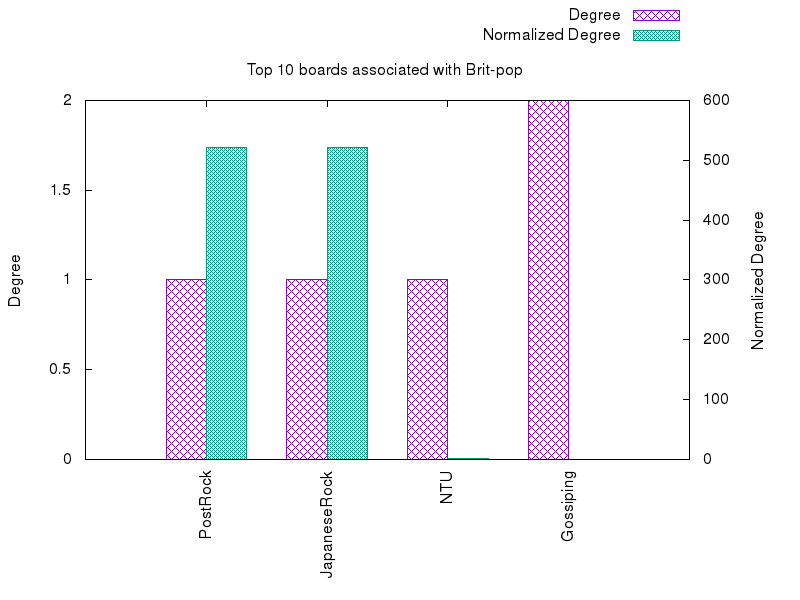 Degree
Normalized Degree
Top 10 boards associated with Brit-pop
2
1.5
1
0.5
0
Degree
600
500
400
300
200
100
0
Normalized Degree
PostRock
JapaneseRock
NTU
Gossiping